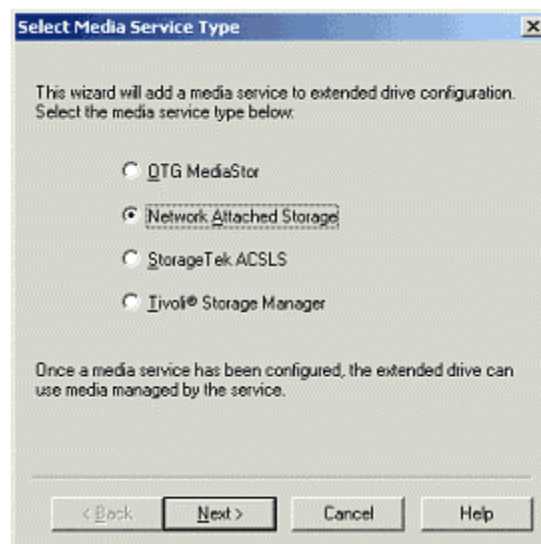 Select Media Service Type
This wizard will add a media service to extended drive configuration.
Select the media service type below:
OTG MediaStor
Network Attached Storage
StorageTek ACSLS
Tivoli® Storage Manager
Once a media service has been configured, the extended drive can
use media managed by the service.
< Back Next > Cancel Help